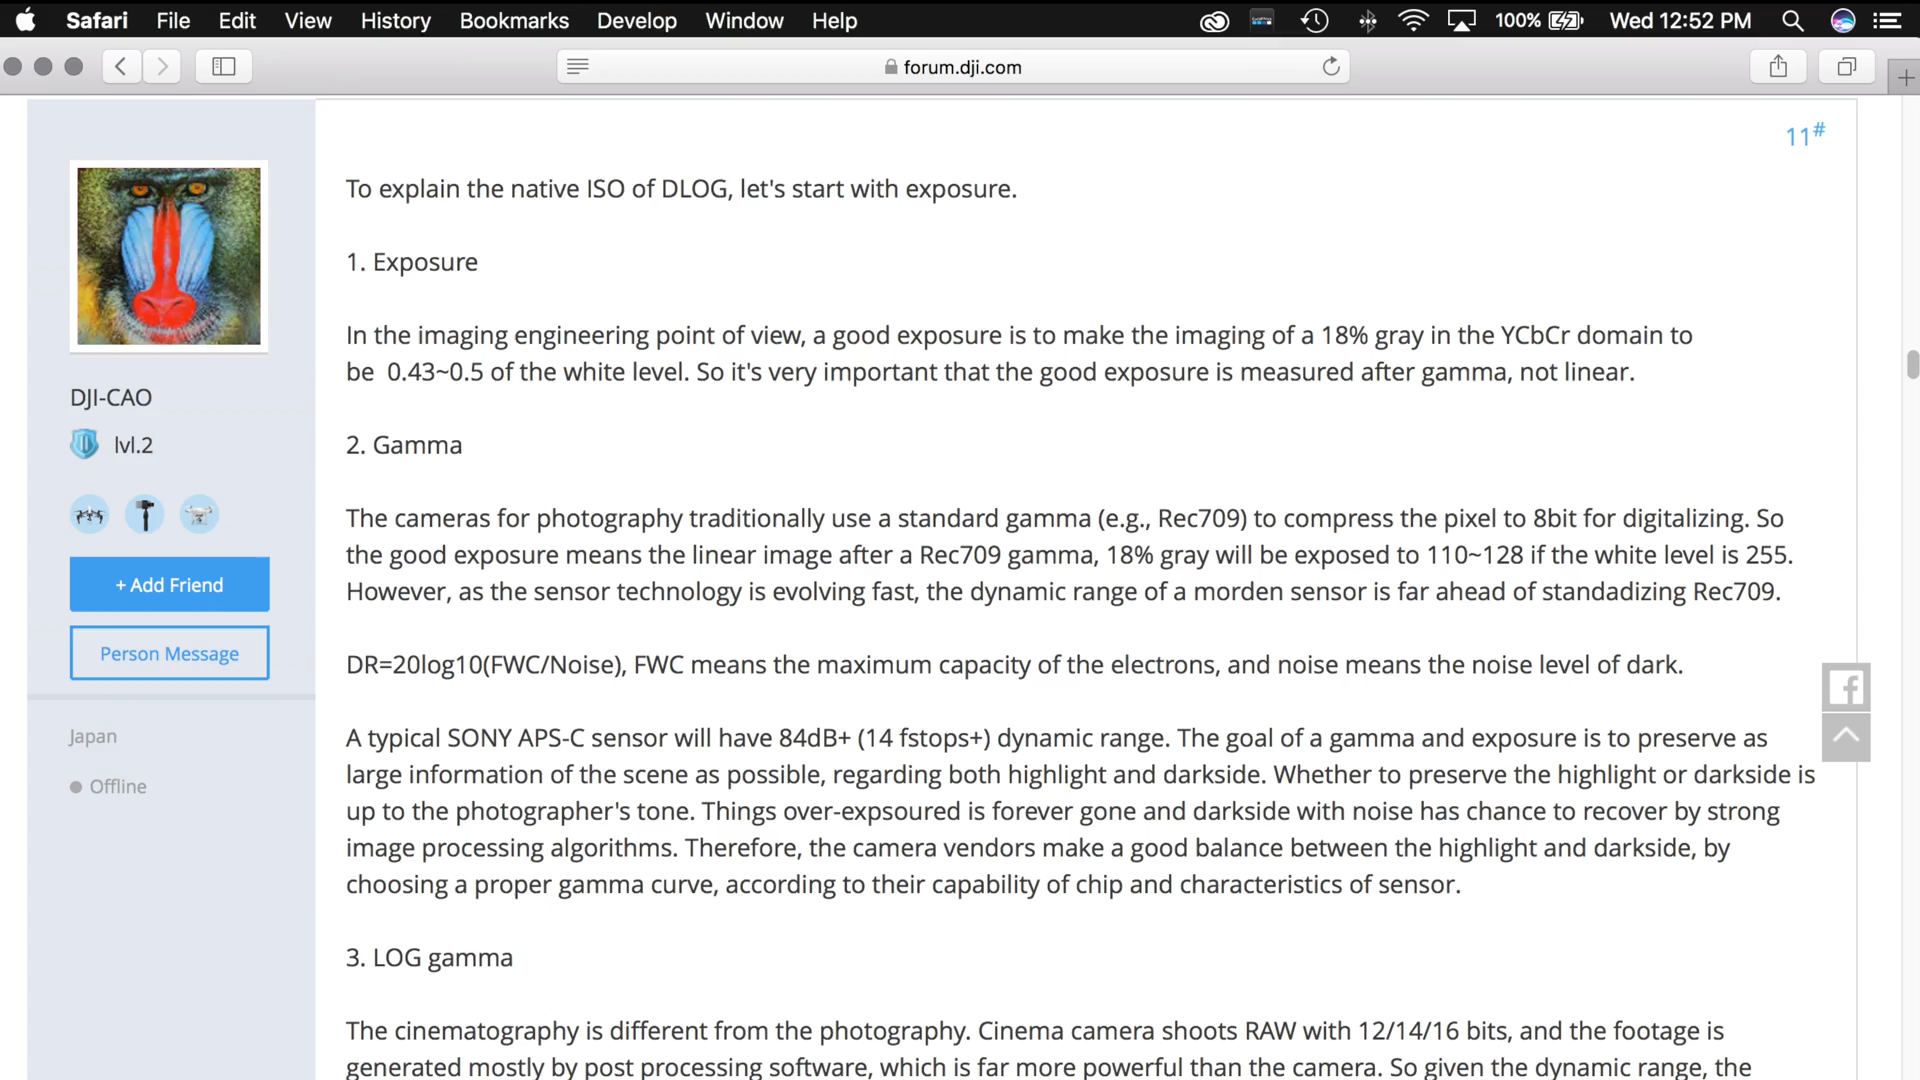 Safari File Edit View History Bookmarks Develop Window Help 100% Wed 12:52 PM
forum.dji.com
11#
To explain the native ISO of DLOG, let's start with exposure.
1. Exposure
In the imaging engineering point of view, a good exposure is to make the imaging of a 18% gray in the YCbCr domain to
be 0.43~0.5 of the white level. So it's very important that the good exposure is measured after gamma, not linear.
DJI-CAO
lvl.2
+ Add Friend
Person Message
Japan
Offline
2. Gamma
The cameras for photography traditionally use a standard gamma (e.g., Rec709) to compress the pixel to 8bit for digitalizing. So
the good exposure means the linear image after a Rec709 gamma, 18% gray will be exposed to 110~128 if the white level is 255.
However, as the sensor technology is evolving fast, the dynamic range of a morden sensor is far ahead of standadizing Rec709.
DR=20log10(FWC/Noise), FWC means the maximum capacity of the electrons, and noise means the noise level of dark.
A typical SONY APS-C sensor will have 84dB+ (14 fstops+) dynamic range. The goal of a gamma and exposure is to preserve as
large information of the scene as possible, regarding both highlight and darkside. Whether to preserve the highlight or darkside is
up to the photographer's tone. Things over-expsoured is forever gone and darkside with noise has chance to recover by strong
image processing algorithms. Therefore, the camera vendors make a good balance between the highlight and darkside, by
choosing a proper gamma curve, according to their capability of chip and characteristics of sensor.
3. LOG gamma
The cinematography is different from the photography. Cinema camera shoots RAW with 12/14/16 bits, and the footage is
generated mostly by post processing software, which is far more powerful than the camera. So given the dynamic range, the